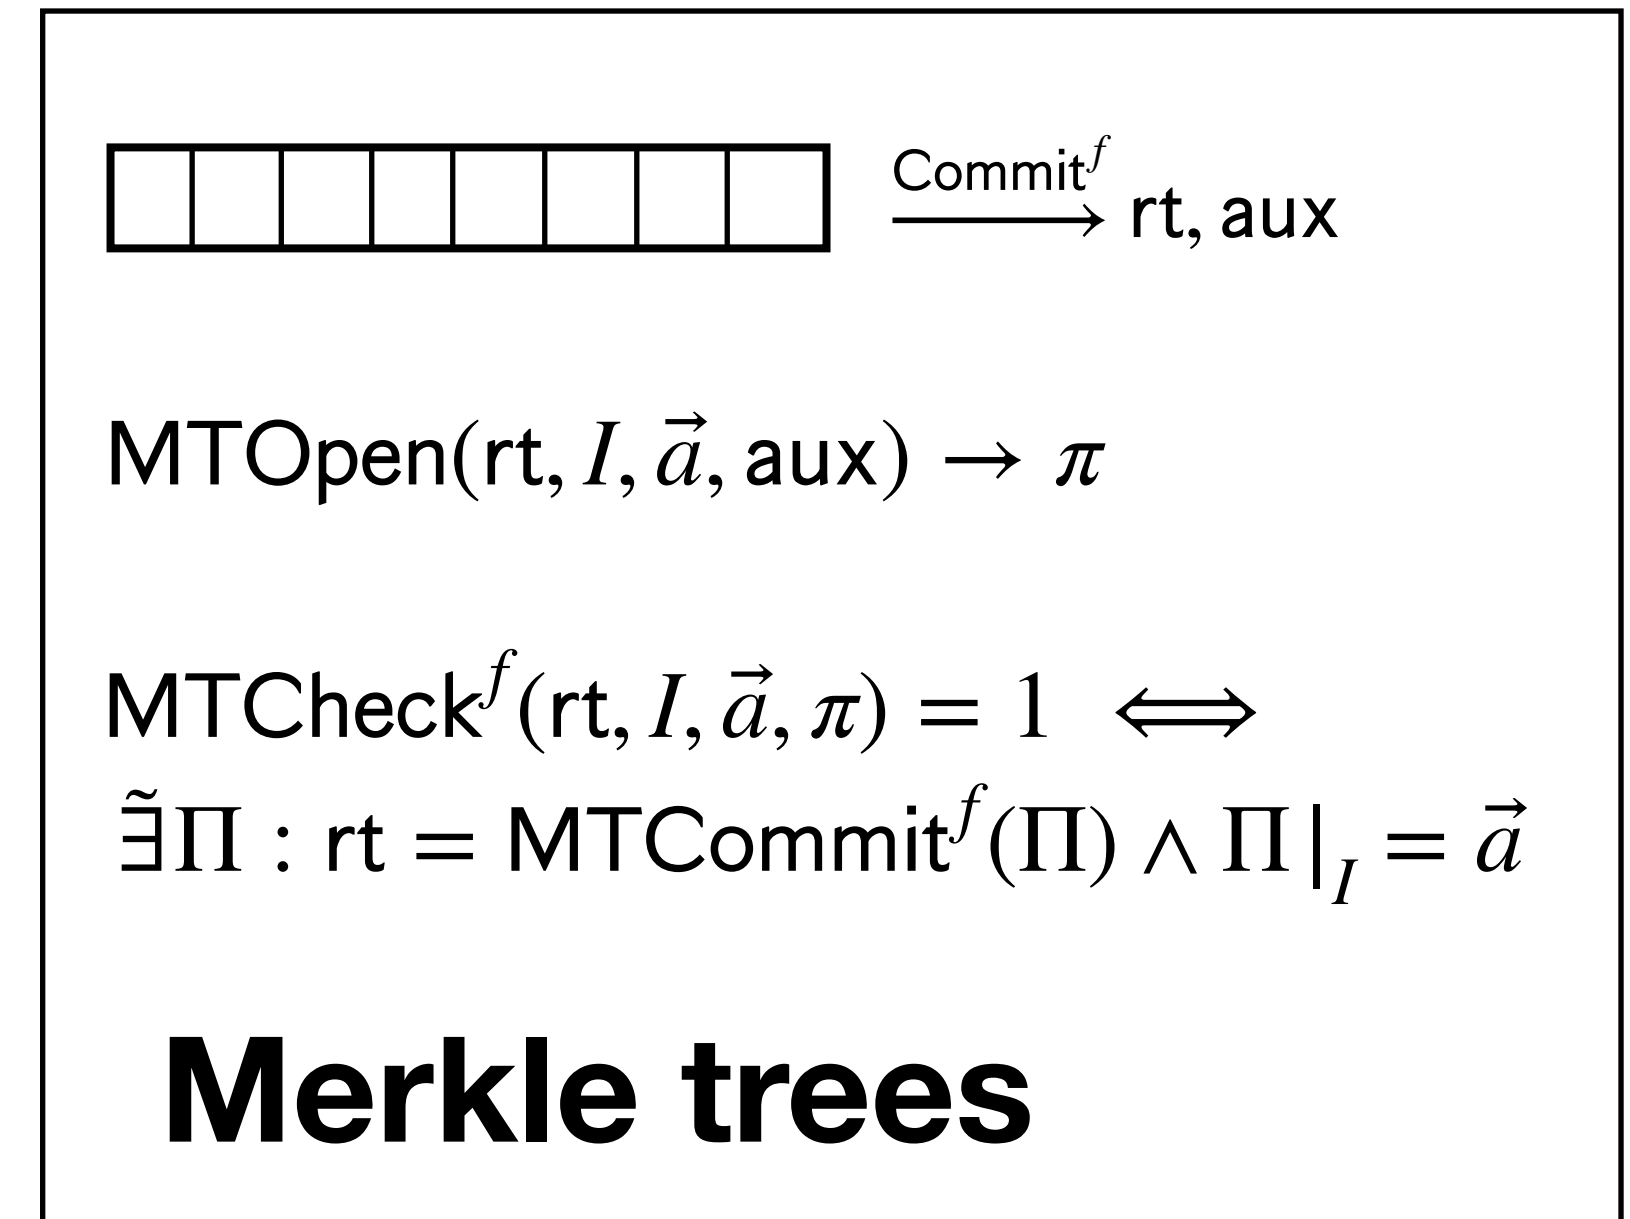 Commit^f
rt, aux
MTOpen(rt, I, a⃗, aux) → π
MTCheck^f(rt, I, a⃗, π) = 1 ⟺
∃̃Π : rt = MTCommit^f(Π) ∧ Π|_I = a⃗
Merkle trees